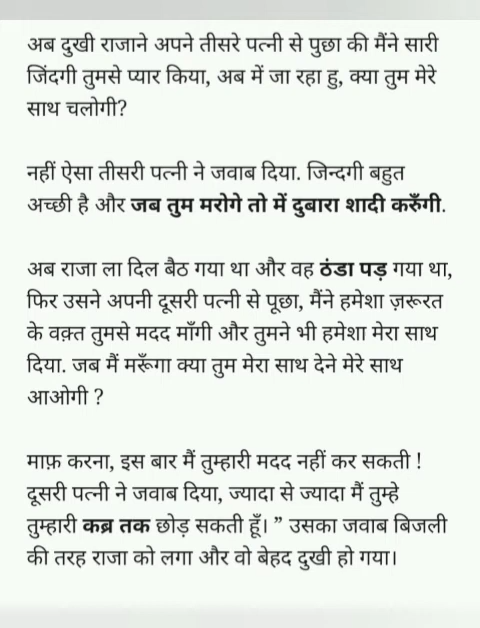 अब दुखी राजाने अपने तीसरे पत्नी से पुछा की मैंने सारी
जिंदगी तुमसे प्यार किया, अब में जा रहा हु, क्या तुम मेरे
साथ चलोगी?
नहीं ऐसा तीसरी पत्नी ने जवाब दिया. जिन्दगी बहुत
अच्छी है और जब तुम मरोगे तो में दुबारा शादी करुँगी.
अब राजा ला दिल बैठ गया था और वह ठंडा पड़ गया था,
फिर उसने अपनी दूसरी पत्नी से पूछा, मैंने हमेशा ज़रूरत
के वक़्त तुमसे मदद माँगी और तुमने भी हमेशा मेरा साथ
दिया. जब मैं मरूँगा क्या तुम मेरा साथ देने मेरे साथ
आओगी ?
माफ़ करना, इस बार मैं तुम्हारी मदद नहीं कर सकती !
दूसरी पत्नी ने जवाब दिया, ज्यादा से ज्यादा मैं तुम्हे
तुम्हारी कब्र तक छोड़ सकती हूँ। ” उसका जवाब बिजली
की तरह राजा को लगा और वो बेहद दुखी हो गया।